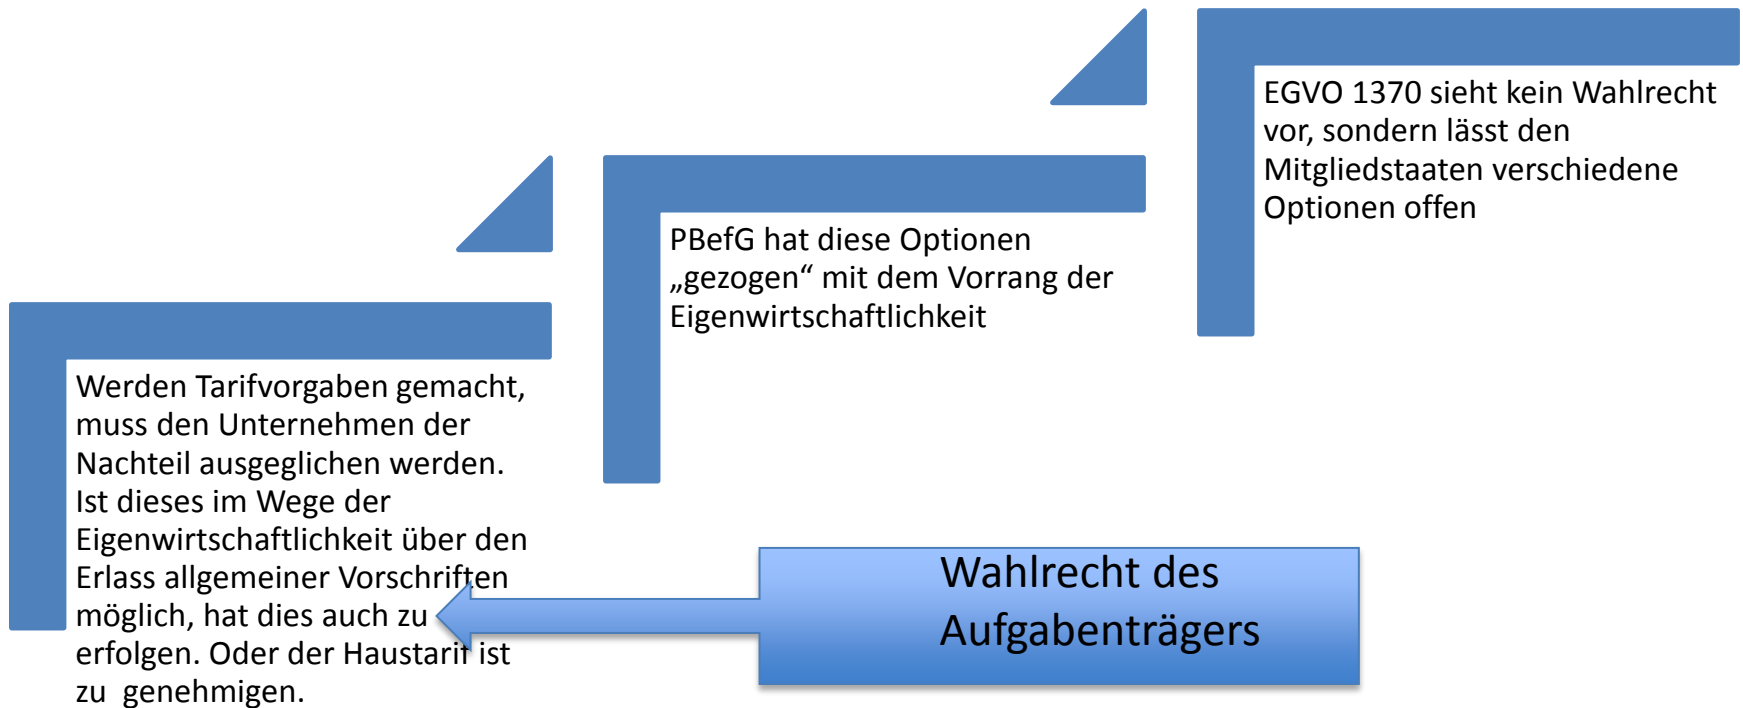 EGVO 1370 sieht kein Wahlrecht
vor, sondern lässt den
Mitgliedstaaten verschiedene
Optionen offen
PBefG hat diese Optionen
„gezogen“ mit dem Vorrang der
Eigenwirtschaftlichkeit
Werden Tarifvorgaben gemacht,
muss den Unternehmen der
Nachteil ausgeglichen werden.
Ist dieses im Wege der
Eigenwirtschaftlichkeit über den
Erlass allgemeiner Vorschriften
möglich, hat dies auch zu
erfolgen. Oder der Haustarif ist
zu  genehmigen.
Wahlrecht des
Aufgabenträgers